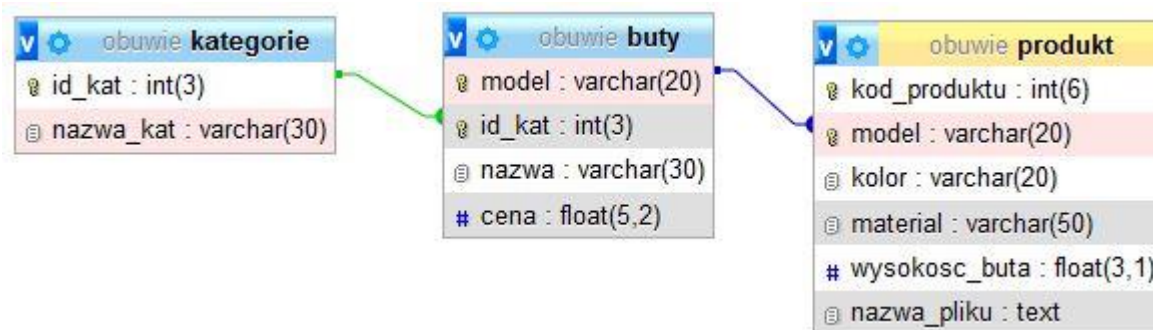 v obuwie kategorie
id_kat : int(3)
nazwa_kat : varchar(30)
v obuwie buty
model : varchar(20)
id_kat : int(3)
nazwa : varchar(30)
# cena : float(5,2)
v obuwie produkt
kod_produktu : int(6)
model : varchar(20)
kolor : varchar(20)
material : varchar(50)
# wysokosc_buta : float(3,1)
nazwa_pliku : text